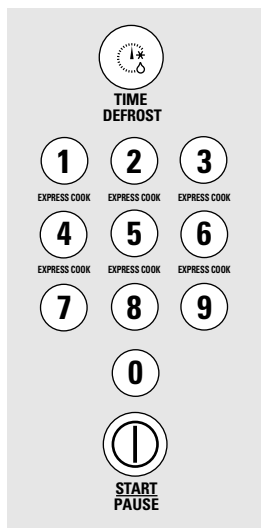 TIME
DEFROST
1 2 3
EXPRESS COOK EXPRESS COOK EXPRESS COOK
4 5 6
EXPRESS COOK EXPRESS COOK EXPRESS COOK
7 8 9
0
START
PAUSE